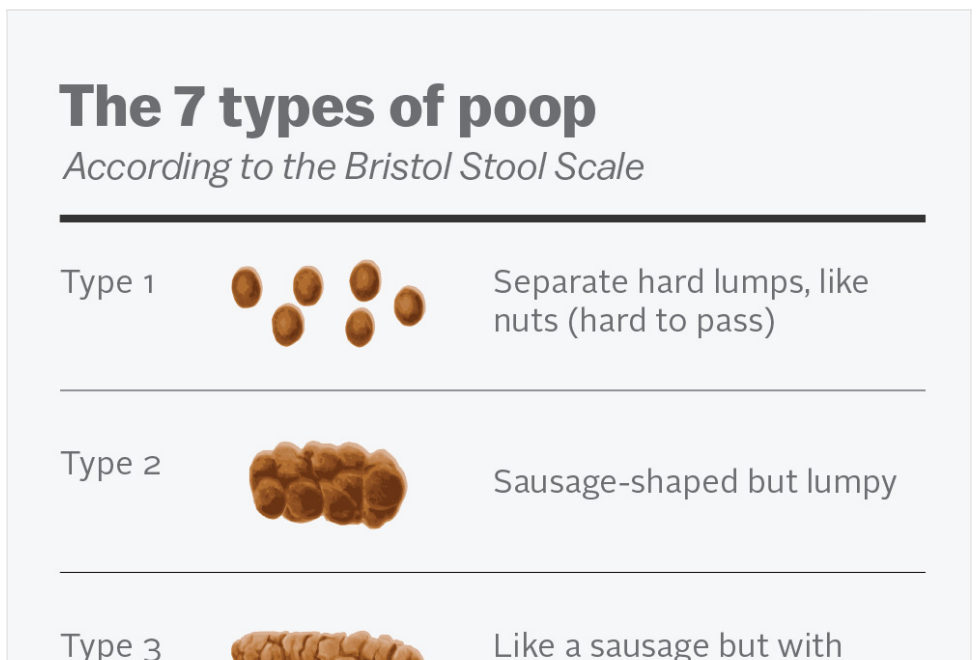 The 7 types of poop
According to the Bristol Stool Scale
Type 1
Separate hard lumps, like
nuts (hard to pass)
Type 2
Sausage-shaped but lumpy
Type 3
Like a sausage but with